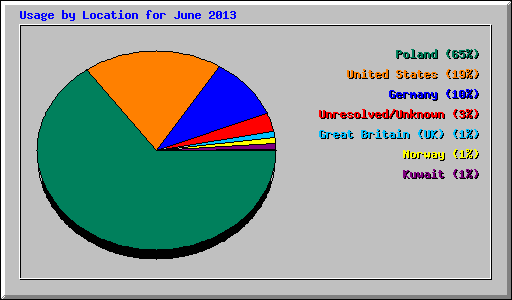 Usage by Location for June 2013
Poland (65%)
United States (19%)
Germany (10%)
Unresolved/Unknown (3%)
Great Britain (UK) (1%)
Norway (1%)
Kuwait (1%)